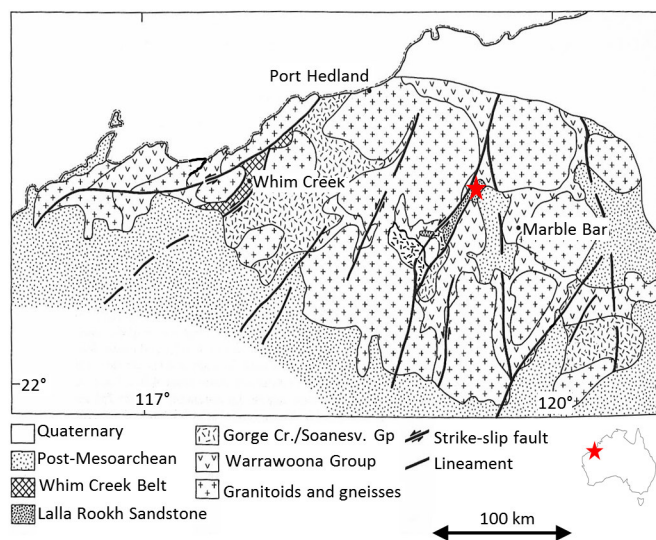 Port Hedland
Whim Creek
Marble Bar
22°
117°
120°
Quaternary
Post-Mesoarchean
Whim Creek Belt
Lalla Rookh Sandstone
Gorge Cr./Soanesv. Gp
Warrawoona Group
Granitoids and gneisses
Strike-slip fault
Lineament
100 km